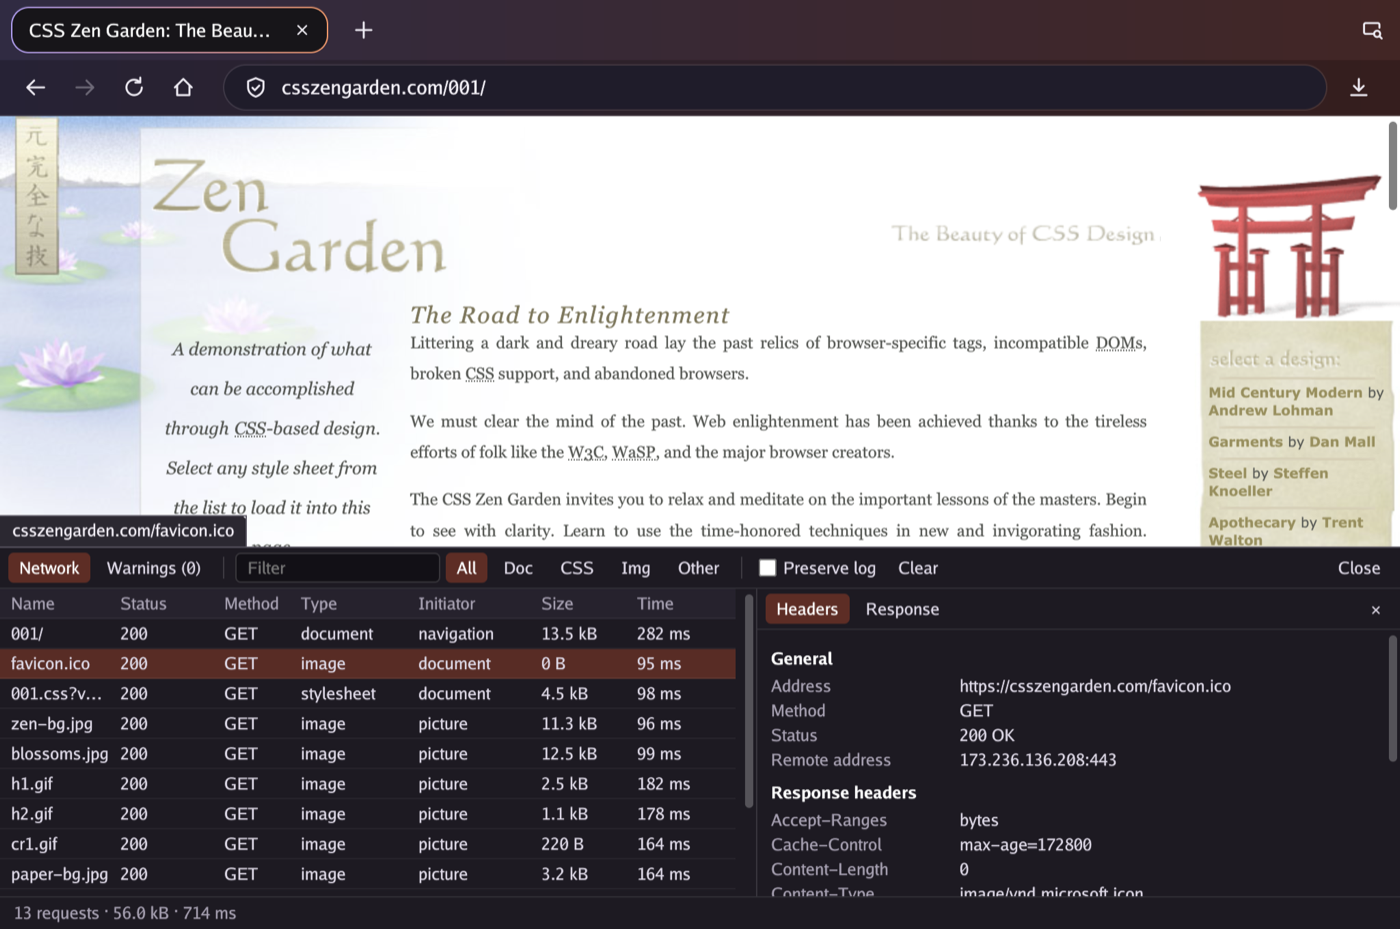 CSS Zen Garden: The Beau...
csszengarden.com/001/
元
完
全
な
技
Zen
Garden
The Beauty of CSS Design
The Road to Enlightenment
Littering a dark and dreary road lay the past relics of browser-specific tags, incompatible DOMs,
broken CSS support, and abandoned browsers.
We must clear the mind of the past. Web enlightenment has been achieved thanks to the tireless
efforts of folk like the W3C, WaSP, and the major browser creators.
The CSS Zen Garden invites you to relax and meditate on the important lessons of the masters. Begin
to see with clarity. Learn to use the time-honored techniques in new and invigorating fashion.
A demonstration of what
can be accomplished
through CSS-based design.
Select any style sheet from
the list to load it into this
page.
select a design:
Mid Century Modern by
Andrew Lohman
Garments by Dan Mall
Steel by Steffen
Knoeller
Apothecary by Trent
Walton
csszengarden.com/favicon.ico
Network Warnings (0) Filter All Doc CSS Img Other Preserve log Clear Close
Name Status Method Type Initiator Size Time
001/ 200 GET document navigation 13.5 kB 282 ms
favicon.ico 200 GET image document 0 B 95 ms
001.css?v... 200 GET stylesheet document 4.5 kB 98 ms
zen-bg.jpg 200 GET image picture 11.3 kB 96 ms
blossoms.jpg 200 GET image picture 12.5 kB 99 ms
h1.gif 200 GET image picture 2.5 kB 182 ms
h2.gif 200 GET image picture 1.1 kB 178 ms
cr1.gif 200 GET image picture 220 B 164 ms
paper-bg.jpg 200 GET image picture 3.2 kB 164 ms
13 requests · 56.0 kB · 714 ms
Headers Response
General
Address https://csszengarden.com/favicon.ico
Method GET
Status 200 OK
Remote address 173.236.136.208:443
Response headers
Accept-Ranges bytes
Cache-Control max-age=172800
Content-Length 0
Content-Type image/vnd.microsoft.icon